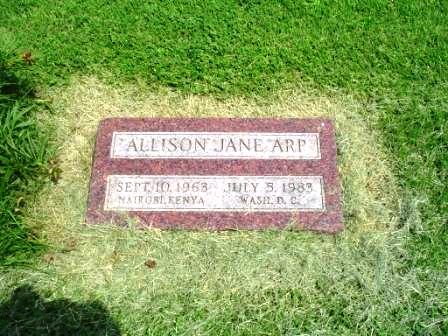 ALLISON JANE ARP
SEPT. 10, 1963 JULY 5, 1983
NAIROBI, KENYA WASH. D. C.